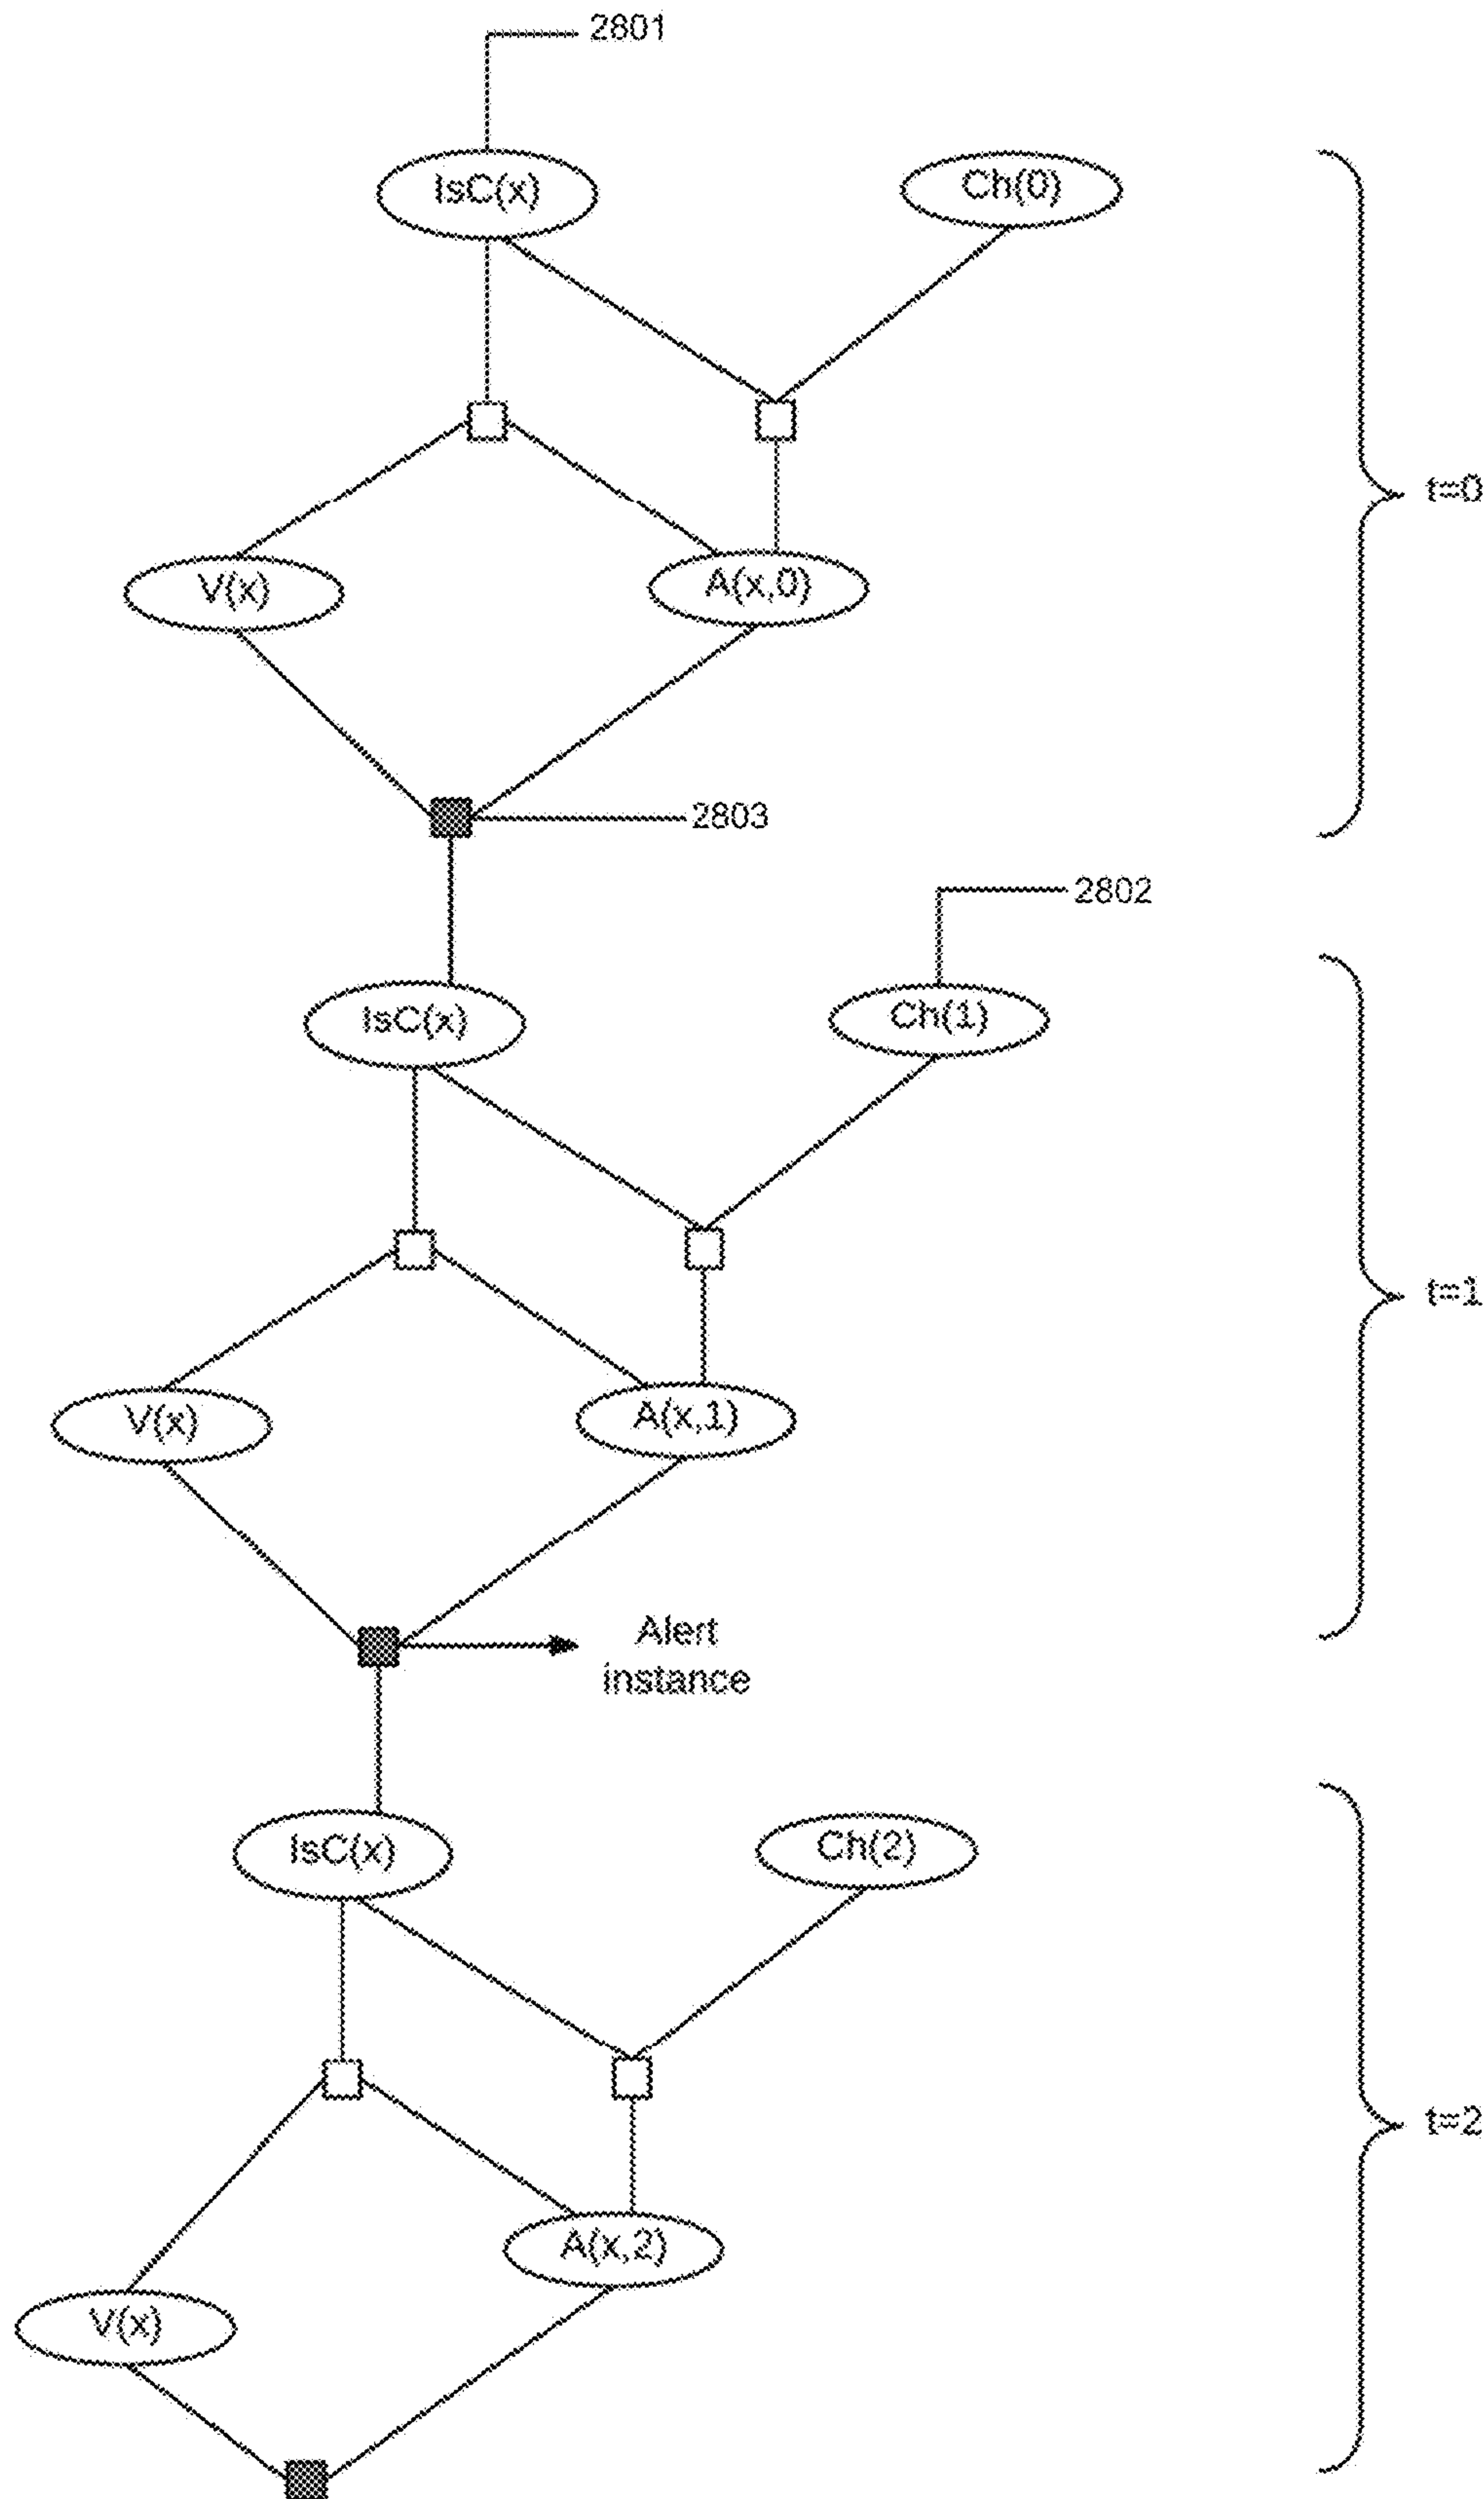 2801
IsC(x)
Ch(0)
t=0
V(x)
A(x,0)
2803
2802
IsC(x)
Ch(1)
t=1
V(x)
A(x,1)
Alert
instance
IsC(x)
Ch(2)
t=2
A(x,2)
V(x)